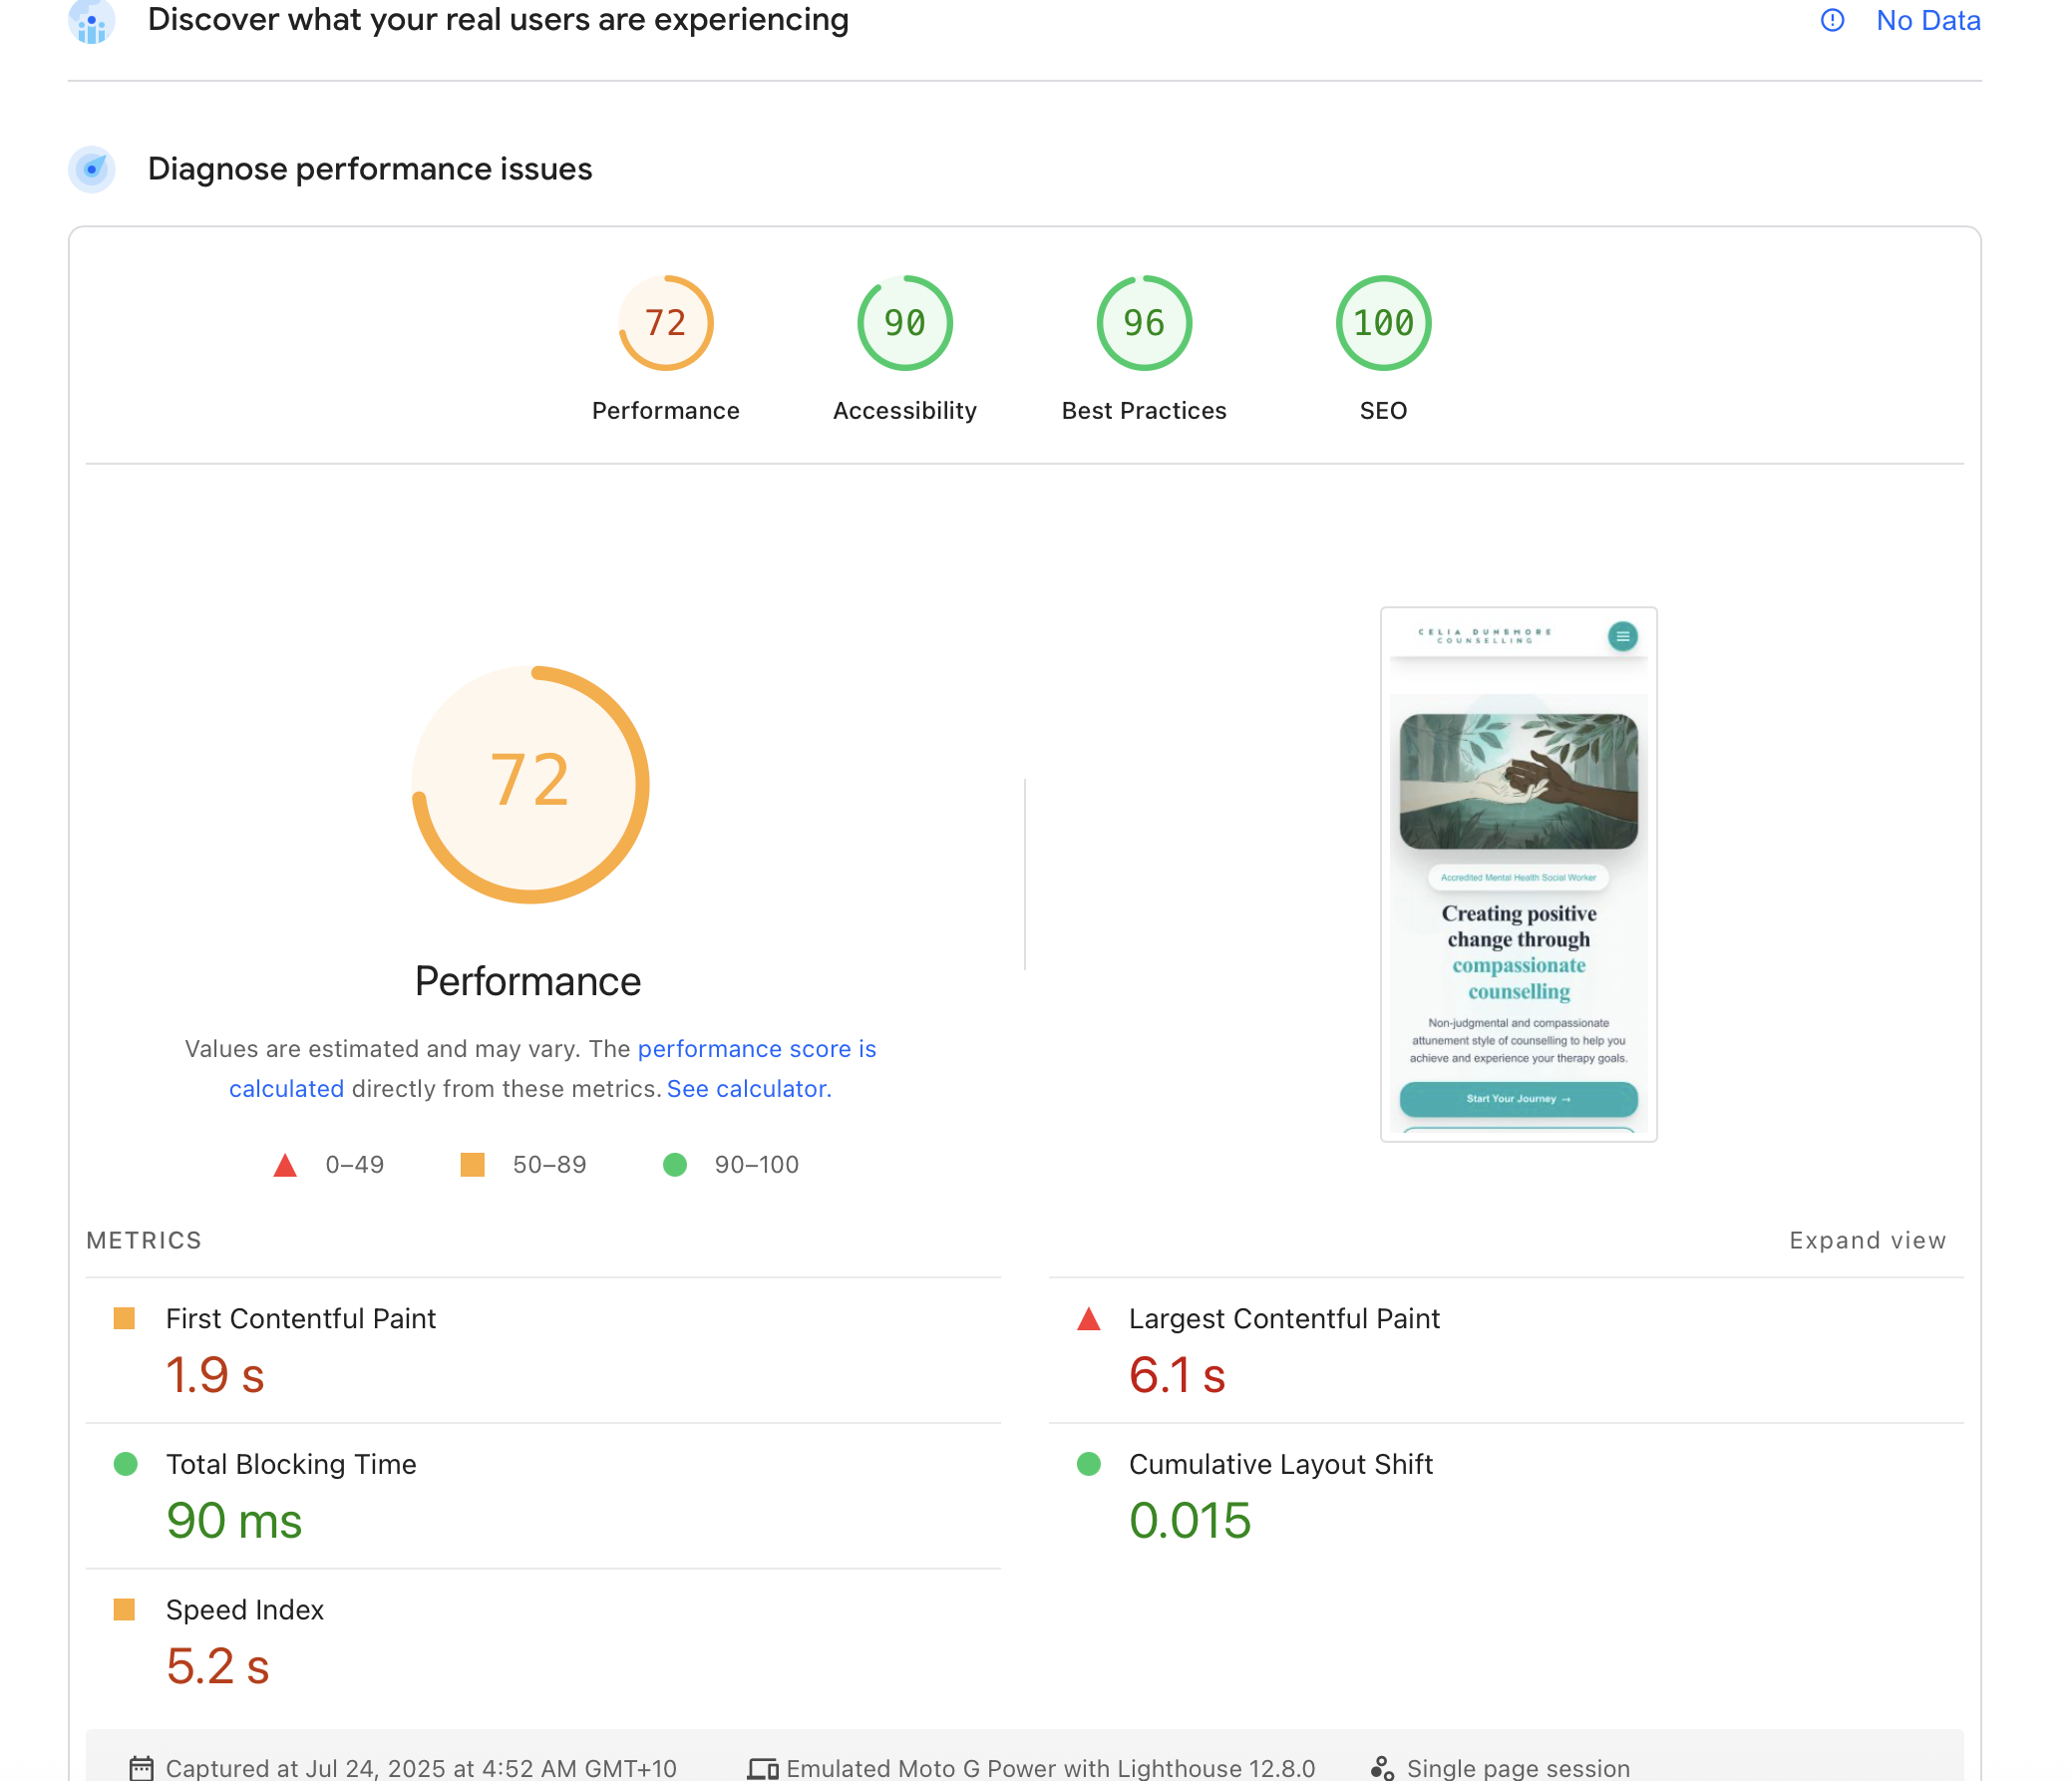 Discover what your real users are experiencing
No Data
Diagnose performance issues
72
90
96
100
Performance
Accessibility
Best Practices
SEO
72
Performance
Values are estimated and may vary. The performance score is
calculated directly from these metrics. See calculator.
0–49
50–89
90–100
CELIA DUNSMORE
COUNSELLING
Accredited Mental Health Social Worker
Creating positive
change through
compassionate
counselling
Non-judgmental and compassionate
attunement style of counselling to help you
achieve and experience your therapy goals.
Start Your Journey →
METRICS
Expand view
First Contentful Paint
1.9 s
Largest Contentful Paint
6.1 s
Total Blocking Time
90 ms
Cumulative Layout Shift
0.015
Speed Index
5.2 s
Captured at Jul 24, 2025 at 4:52 AM GMT+10
Emulated Moto G Power with Lighthouse 12.8.0
Single page session